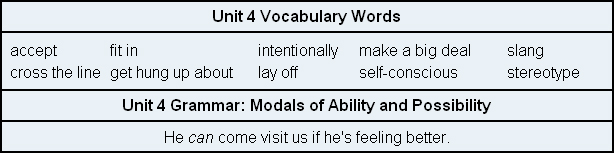 Unit 4 Vocabulary Words
accept fit in intentionally make a big deal slang
cross the line get hung up about lay off self-conscious stereotype
Unit 4 Grammar: Modals of Ability and Possibility
He can come visit us if he's feeling better.